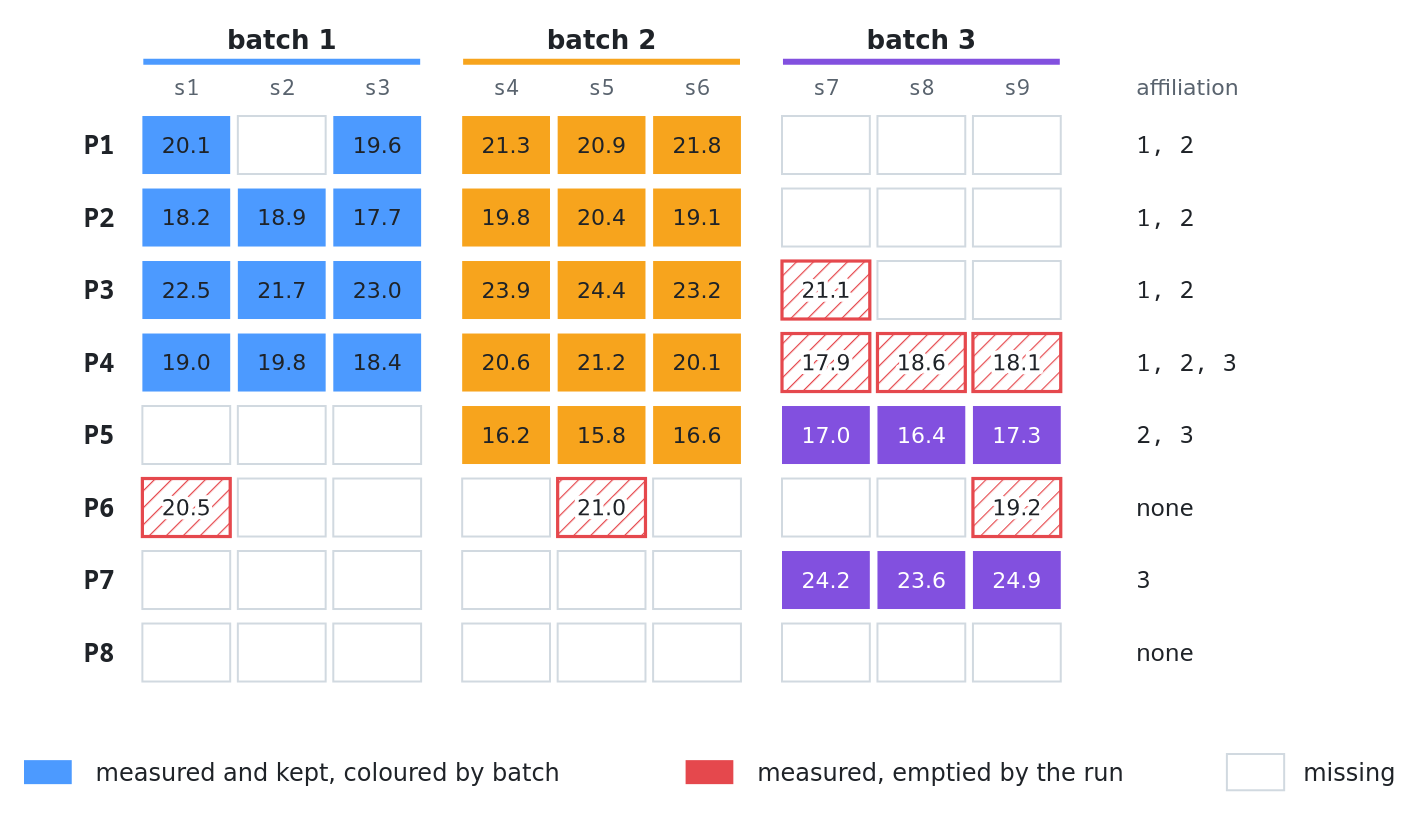 batch 1 batch 2 batch 3
s1 s2 s3 s4 s5 s6 s7 s8 s9 affiliation
P1 20.1 19.6 21.3 20.9 21.8 1, 2
P2 18.2 18.9 17.7 19.8 20.4 19.1 1, 2
P3 22.5 21.7 23.0 23.9 24.4 23.2 21.1 1, 2
P4 19.0 19.8 18.4 20.6 21.2 20.1 17.9 18.6 18.1 1, 2, 3
P5 16.2 15.8 16.6 17.0 16.4 17.3 2, 3
P6 20.5 21.0 19.2 none
P7 24.2 23.6 24.9 3
P8 none
measured and kept, coloured by batch measured, emptied by the run missing